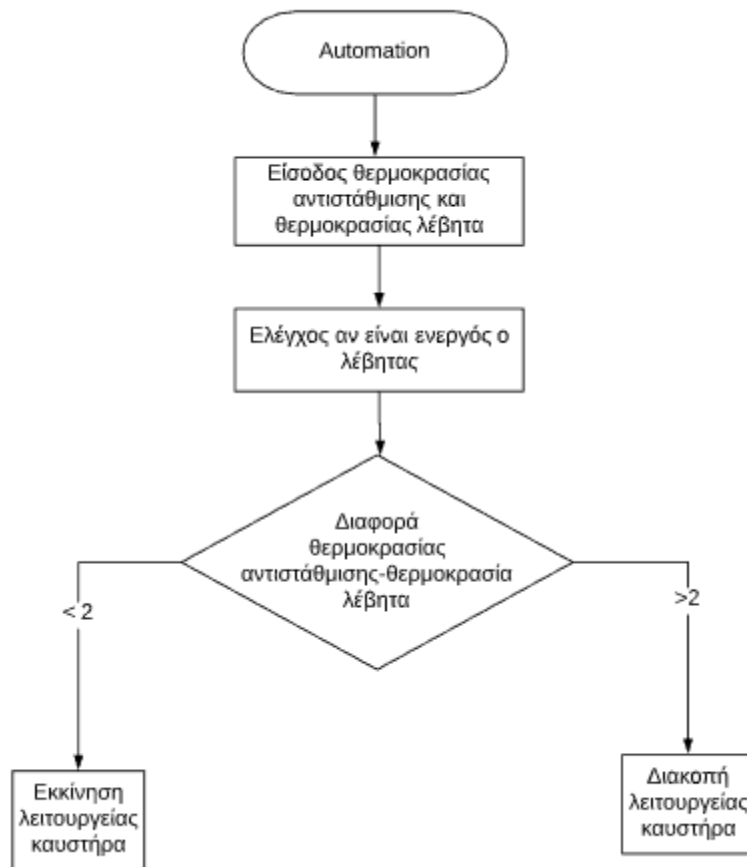 Automation
Είσοδος θερμοκρασίας
αντιστάθμισης και
θερμοκρασίας λέβητα
Ελέγχος αν είναι ενεργός ο
λέβητας
Διαφορά
θερμοκρασίας
αντιστάθμισης-θερμοκρασία
λέβητα
< 2
>2
Εκκίνηση
λειτουργείας
καυστήρα
Διακοπή
λειτουργείας
καυστήρα